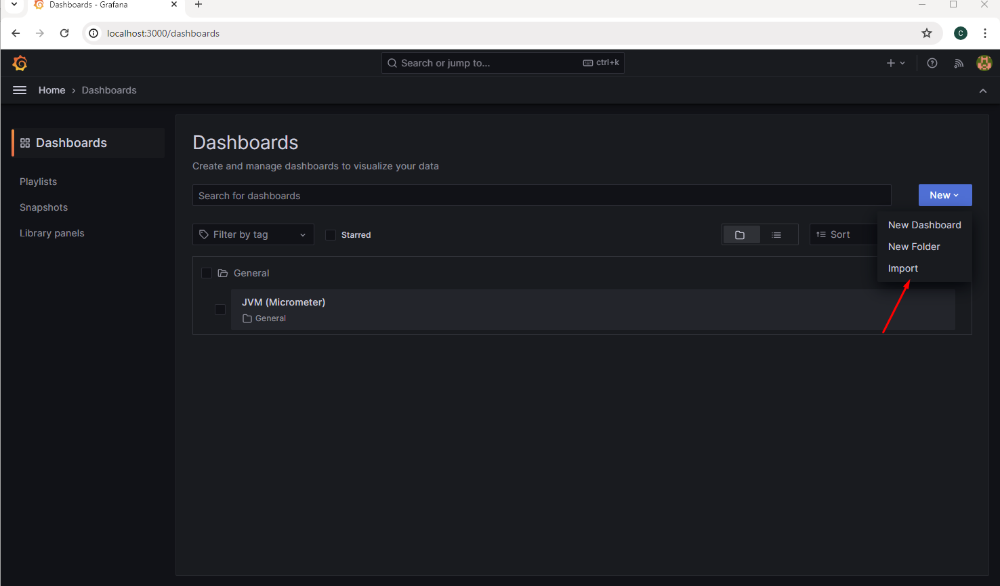 Dashboards - Grafana
localhost:3000/dashboards
C
Search or jump to...
ctrl+k
Home › Dashboards
Dashboards
Playlists
Snapshots
Library panels
Dashboards
Create and manage dashboards to visualize your data
Search for dashboards
New
Filter by tag
Starred
Sort
New Dashboard
New Folder
Import
General
JVM (Micrometer)
General